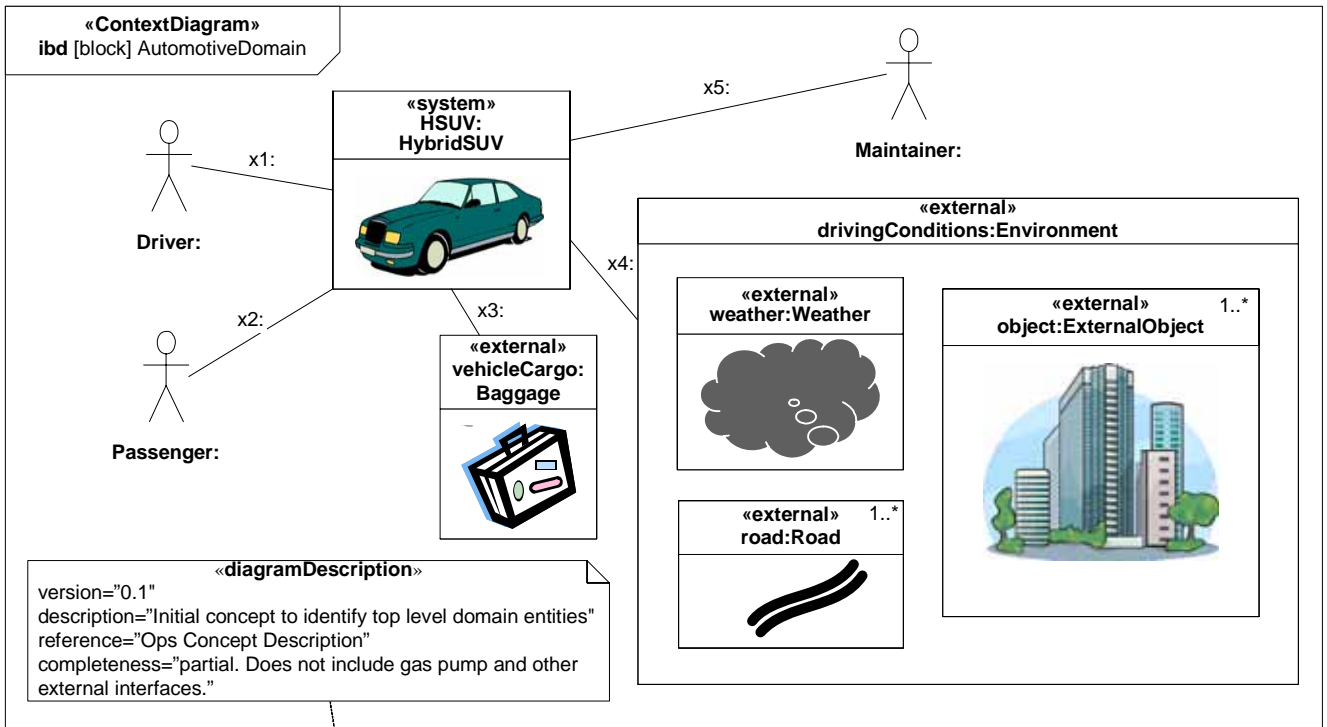 «ContextDiagram»
ibd [block] AutomotiveDomain
x5:
«system»
HSUV:
HybridSUV
x1:
Maintainer:
Driver:
«external»
drivingConditions:Environment
x4:
«external»
weather:Weather
«external» 1..*
object:ExternalObject
x2:
x3:
«external»
vehicleCargo:
Baggage
Passenger:
«external» 1..*
road:Road
«diagramDescription»
version=”0.1"
description=”Initial concept to identify top level domain entities"
reference=”Ops Concept Description”
completeness=”partial. Does not include gas pump and other
external interfaces.”